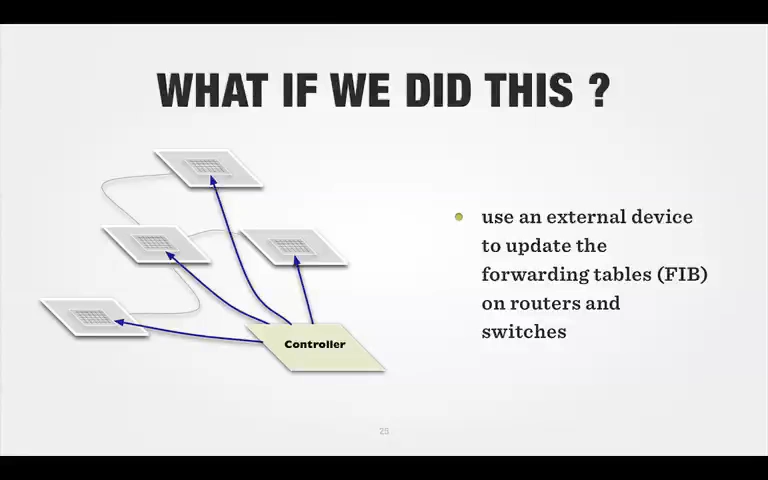 WHAT IF WE DID THIS ?
use an external device
to update the
forwarding tables (FIB)
on routers and
switches
Controller
25